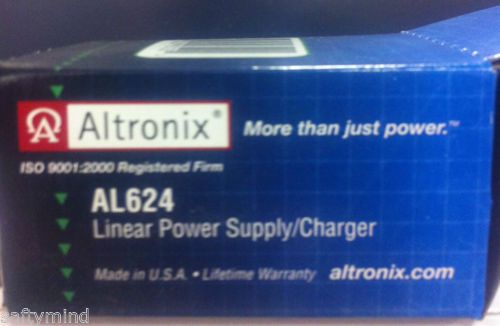 Altronix®
More than just power.™
ISO 9001:2000 Registered Firm
AL624
Linear Power Supply/Charger
Made in U.S.A. • Lifetime Warranty altronix.com
saftymind